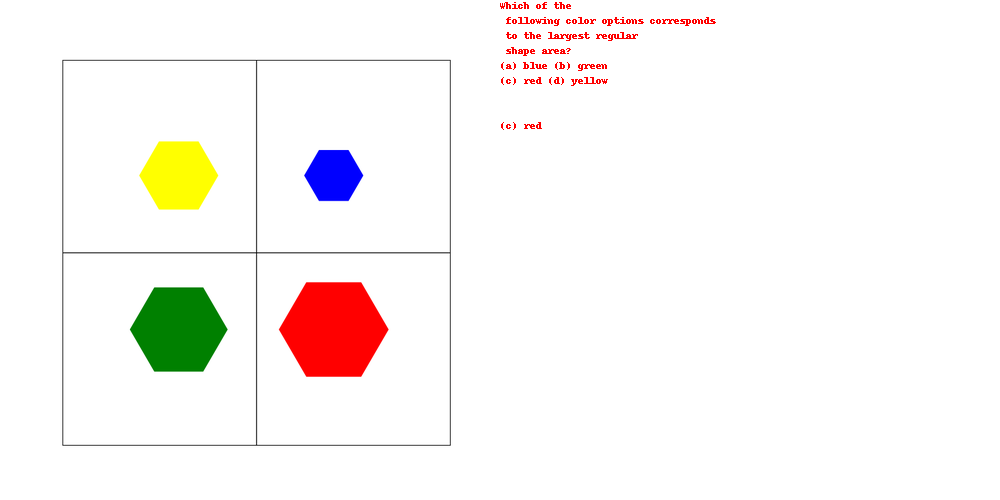 Which of the
following color options corresponds
to the largest regular
shape area?
(a) blue (b) green
(c) red (d) yellow
(c) red